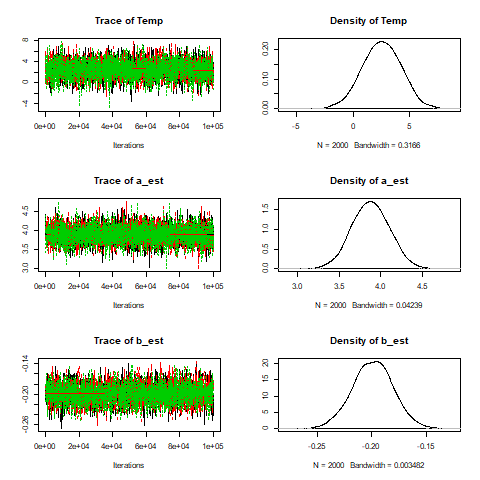 Trace of Temp
8
4
2
0
-4
0e+00 2e+04 4e+04 6e+04 8e+04 1e+05
Iterations
Density of Temp
0.20
0.10
0.00
-5 0 5
N = 2000 Bandwidth = 0.3166
Trace of a_est
4.5
4.0
3.5
3.0
0e+00 2e+04 4e+04 6e+04 8e+04 1e+05
Iterations
Density of a_est
1.5
1.0
0.5
0.0
3.0 3.5 4.0 4.5
N = 2000 Bandwidth = 0.04239
Trace of b_est
-0.14
-0.20
-0.26
0e+00 2e+04 4e+04 6e+04 8e+04 1e+05
Iterations
Density of b_est
20
15
10
5
0
-0.25 -0.20 -0.15
N = 2000 Bandwidth = 0.003482